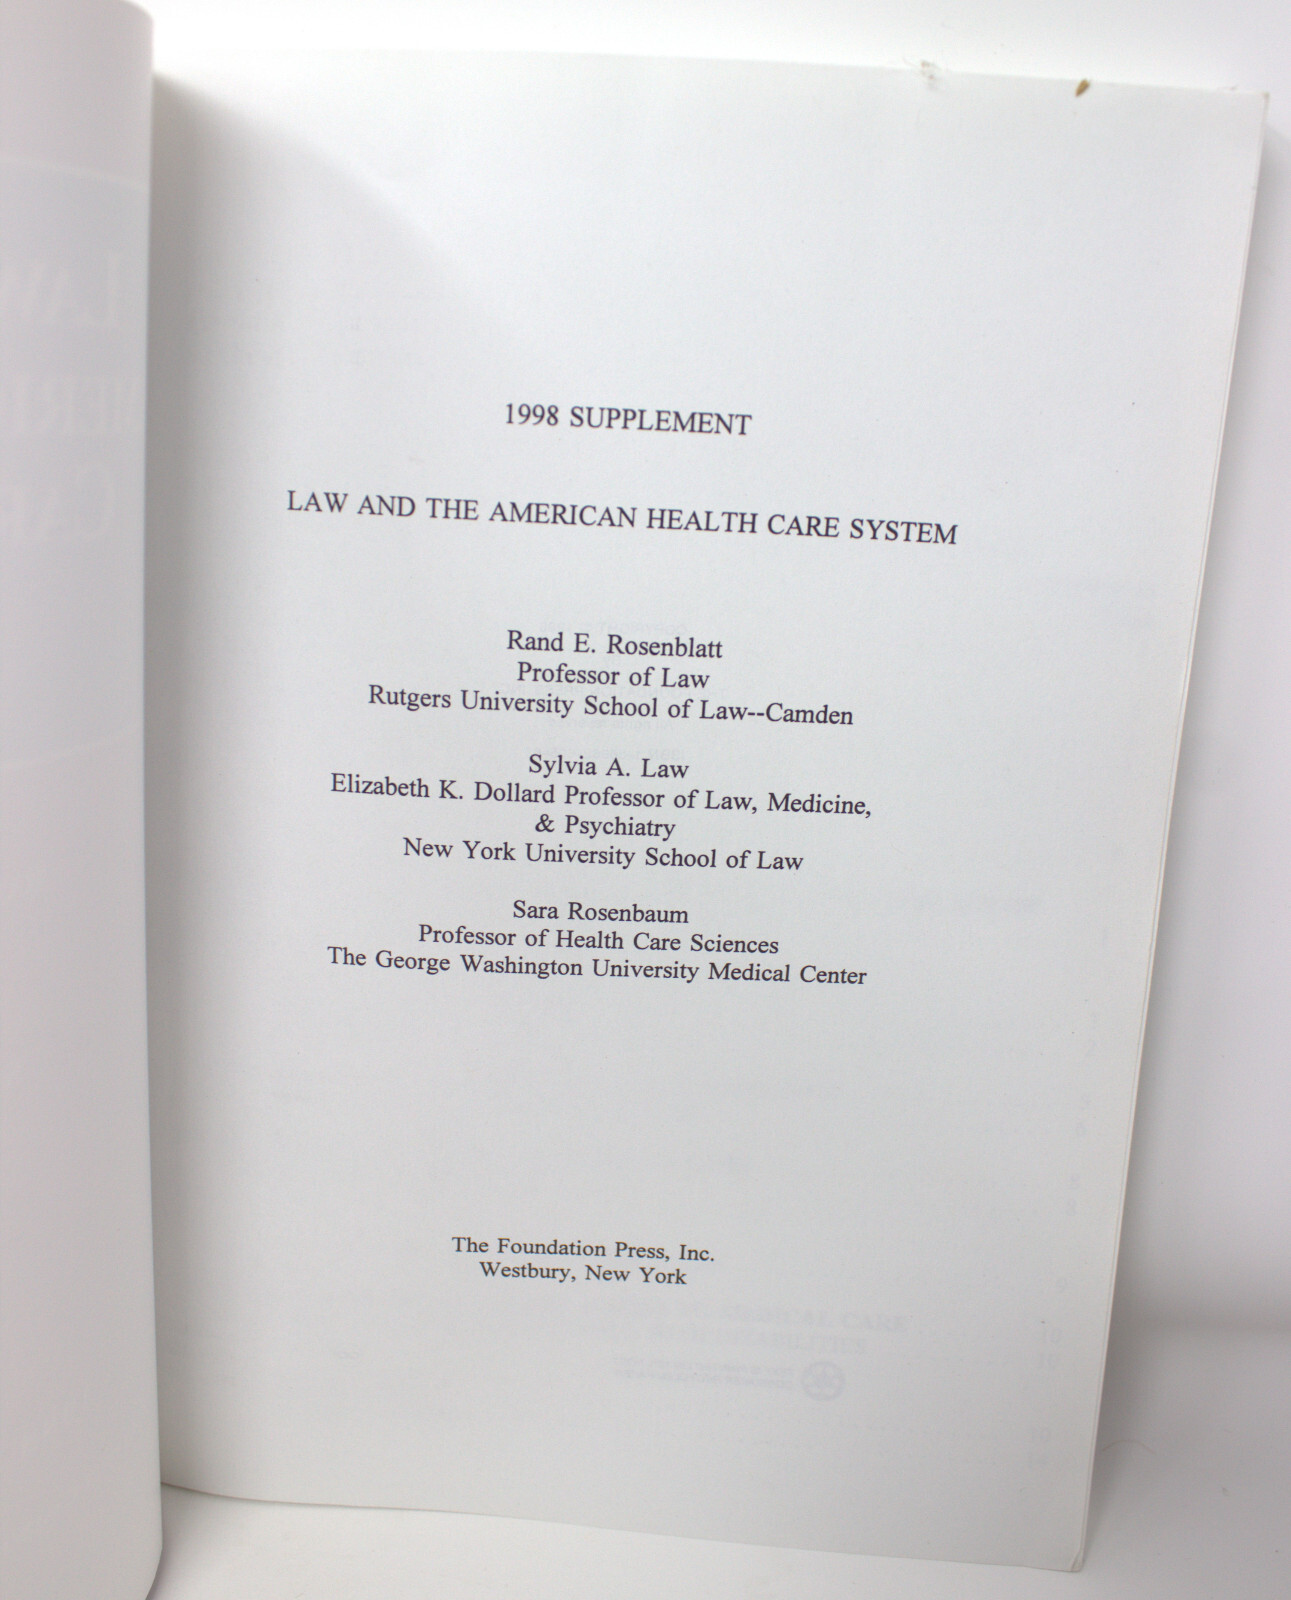 1998 SUPPLEMENT
LAW AND THE AMERICAN HEALTH CARE SYSTEM
Rand E. Rosenblatt
Professor of Law
Rutgers University School of Law--Camden
Sylvia A. Law
Elizabeth K. Dollard Professor of Law, Medicine,
& Psychiatry
New York University School of Law
Sara Rosenbaum
Professor of Health Care Sciences
The George Washington University Medical Center
The Foundation Press, Inc.
Westbury, New York